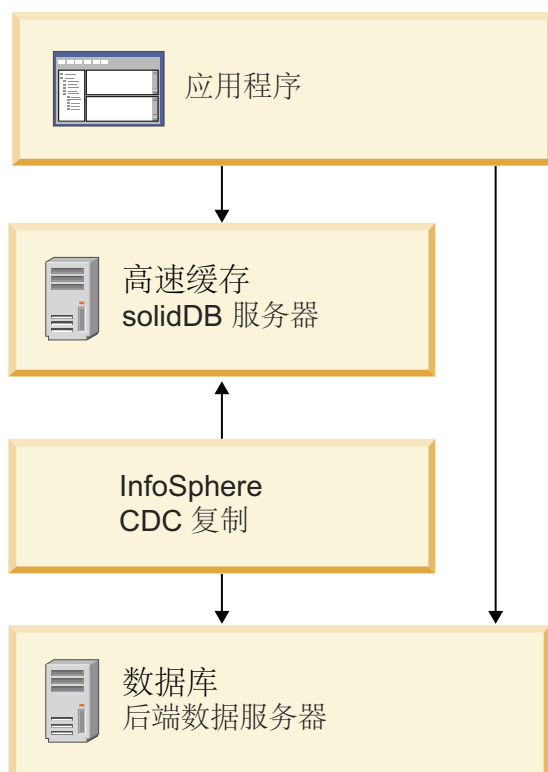 应用程序
高速缓存
solidDB 服务器
InfoSphere
CDC 复制
数据库
后端数据服务器